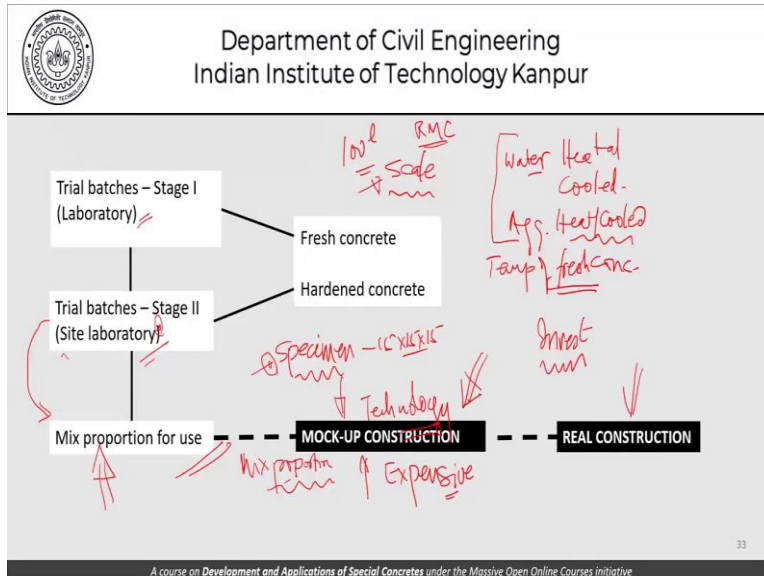 Department of Civil Engineering
Indian Institute of Technology Kanpur
100 l RMC
Scale
Water Heated
Cooled
Agg. Heat/Cooled
Temp fresh conc.
Trial batches – Stage I
(Laboratory)
Fresh concrete
Hardened concrete
Trial batches – Stage II
(Site laboratory)
Specimen – 15×15×15
Invest
Technology
Mix proportion for use
MOCK-UP CONSTRUCTION
REAL CONSTRUCTION
Mix proportion
Expensive
33
A course on Development and Applications of Special Concretes under the Massive Open Online Courses initiative